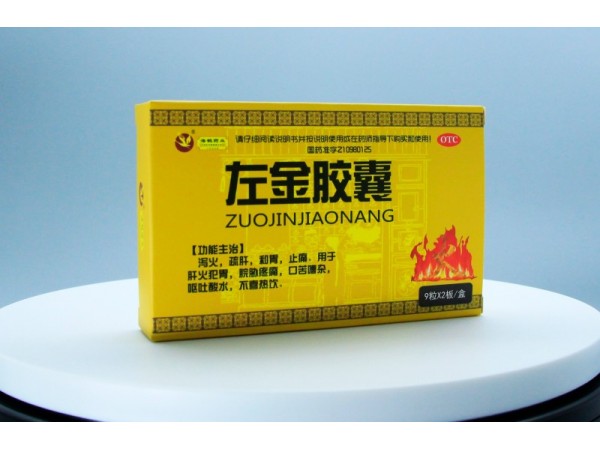 请仔细阅读说明书并按说明使用或在药师指导下购买和使用!
OTC
国药准字Z10980125
左金胶囊
ZUOJINJIAONANG
【功能主治】
泻火，疏肝，和胃，止痛。用于
肝火犯胃，脘胁疼痛，口苦嘈杂，
呕吐酸水，不喜热饮。
9粒X2板/盒